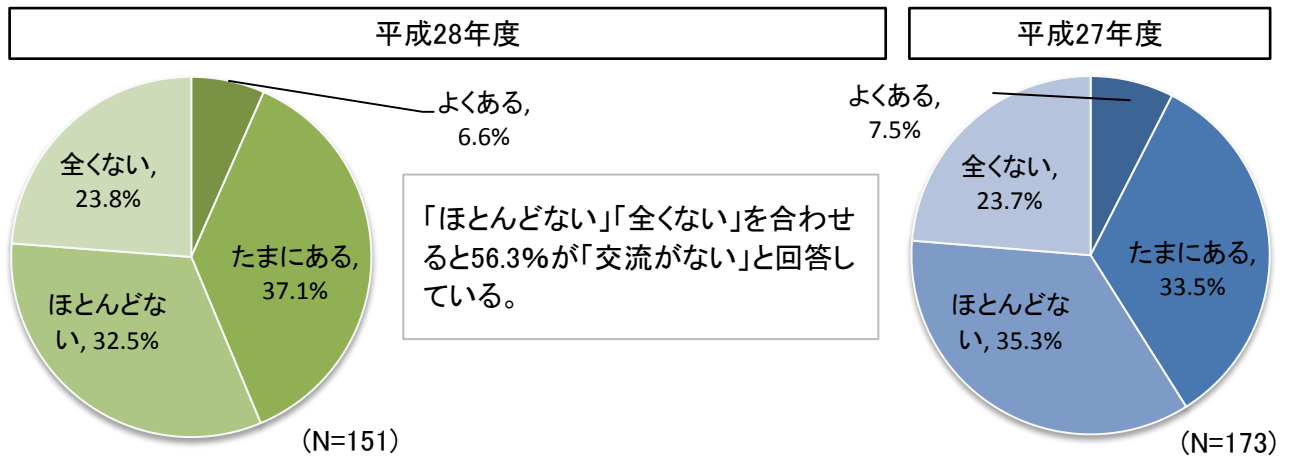 平成28年度
よくある,
6.6%
たまにある,
37.1%
ほとんどな
い, 32.5%
全くない,
23.8%
(N=151)
「ほとんどない」「全くない」を合わせ
ると56.3%が「交流がない」と回答し
ている。
平成27年度
よくある,
7.5%
たまにある,
33.5%
ほとんどな
い, 35.3%
全くない,
23.7%
(N=173)